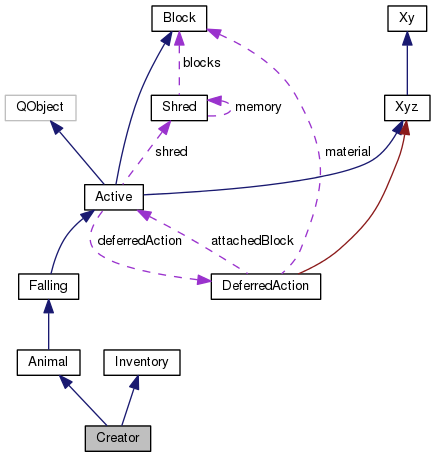 Block
Xy
blocks
QObject
Shred
memory
Xyz
shred
material
Active
deferredAction
attachedBlock
Falling
DeferredAction
Animal
Inventory
Creator